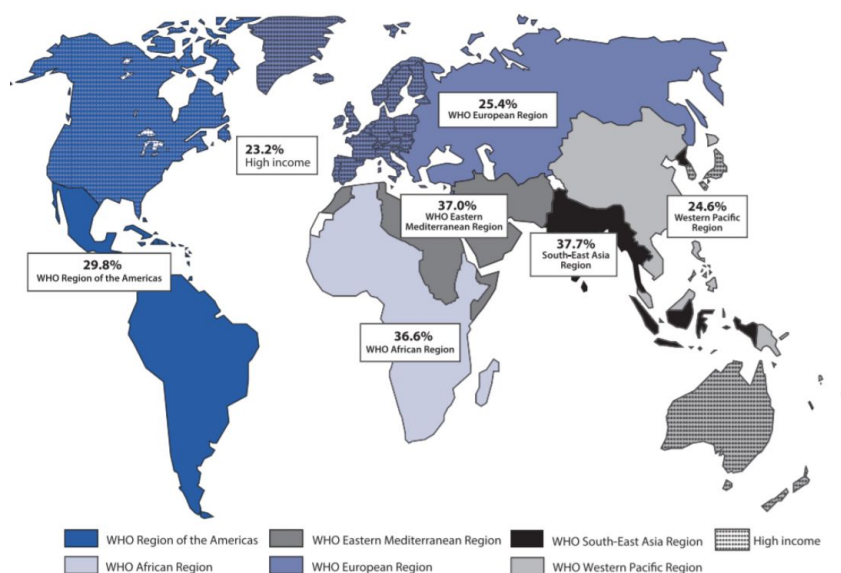 25.4%
WHO European Region
23.2%
High income
37.0%
WHO Eastern
Mediterranean Region
24.6%
Western Pacific
Region
37.7%
South-East Asia
Region
29.8%
WHO Region of the Americas
36.6%
WHO African Region
WHO Region of the Americas
WHO Eastern Mediterranean Region
WHO South-East Asia Region
High income
WHO African Region
WHO European Region
WHO Western Pacific Region